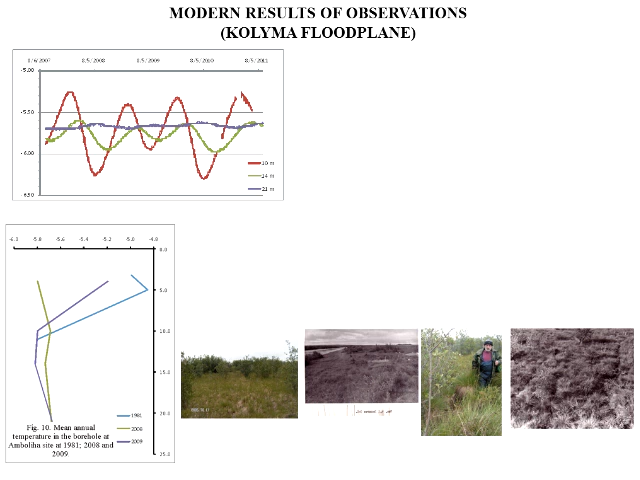 MODERN RESULTS OF OBSERVATIONS
(KOLYMA FLOODPLANE)
8/6/2007 8/5/2008 8/5/2009 8/5/2010 8/5/2011
-5.00
-5.50
-6.00
-6.50
10 m
14 m
21 m
-6.0 -5.8 -5.6 -5.4 -5.2 -5.0 -4.8
0.0
5.0
10.0
15.0
20.0
25.0
1981
2008
2009
Fig. 10. Mean annual
temperature in the borehole at
Amboliha site at 1981; 2008 and
2009